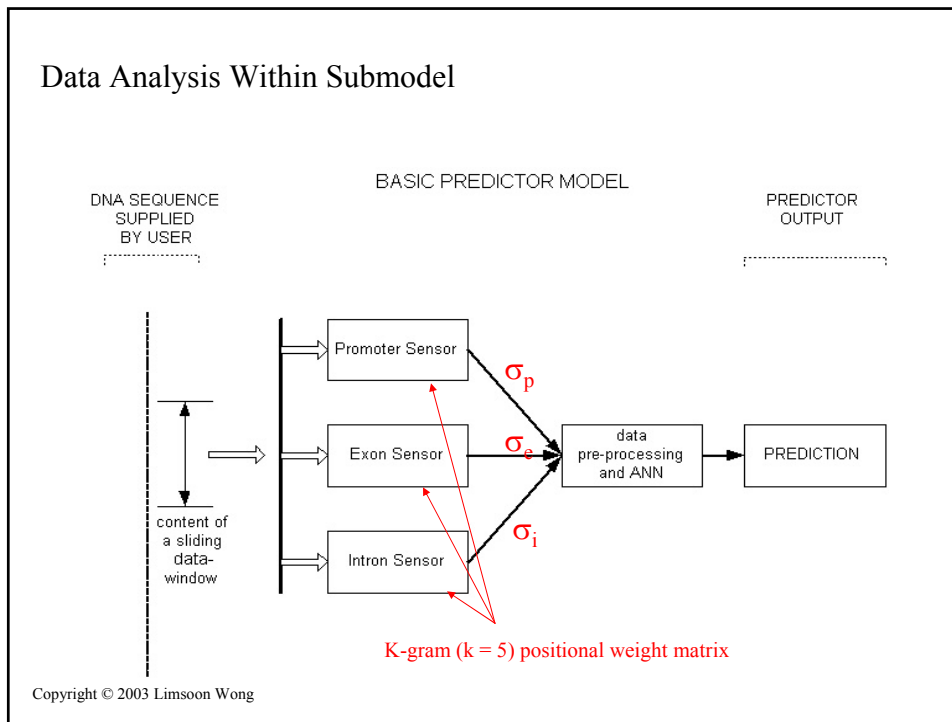 Data Analysis Within Submodel
BASIC PREDICTOR MODEL
DNA SEQUENCE
SUPPLIED
BY USER
PREDICTOR
OUTPUT
Promoter Sensor
σp
Exon Sensor
σe
data
pre-processing
and ANN
PREDICTION
content of
a sliding
data-
window
Intron Sensor
σi
K-gram (k = 5) positional weight matrix
Copyright © 2003 Limsoon Wong